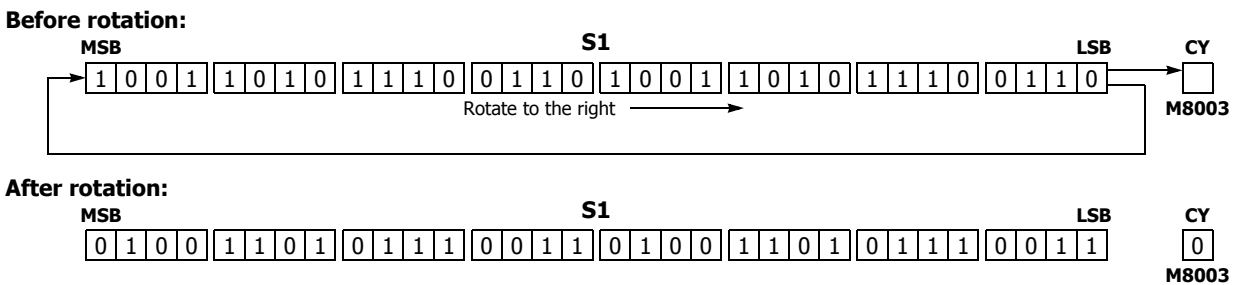 Before rotation:
MSB S1 LSB CY
1 0 0 1 1 0 1 0 1 1 1 0 0 1 1 0 1 0 0 1 1 0 1 0 1 1 1 0 0 1 1 0
Rotate to the right M8003
After rotation:
MSB S1 LSB CY
0 1 0 0 1 1 0 1 0 1 1 1 0 0 1 1 0 1 0 0 1 1 0 1 0 1 1 1 0 0 1 1 0
M8003